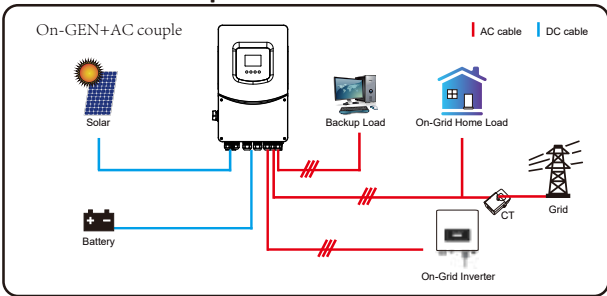 On-GEN+AC couple
AC cable
DC cable
Solar
Backup Load
On-Grid Home Load
Battery
CT
Grid
On-Grid Inverter